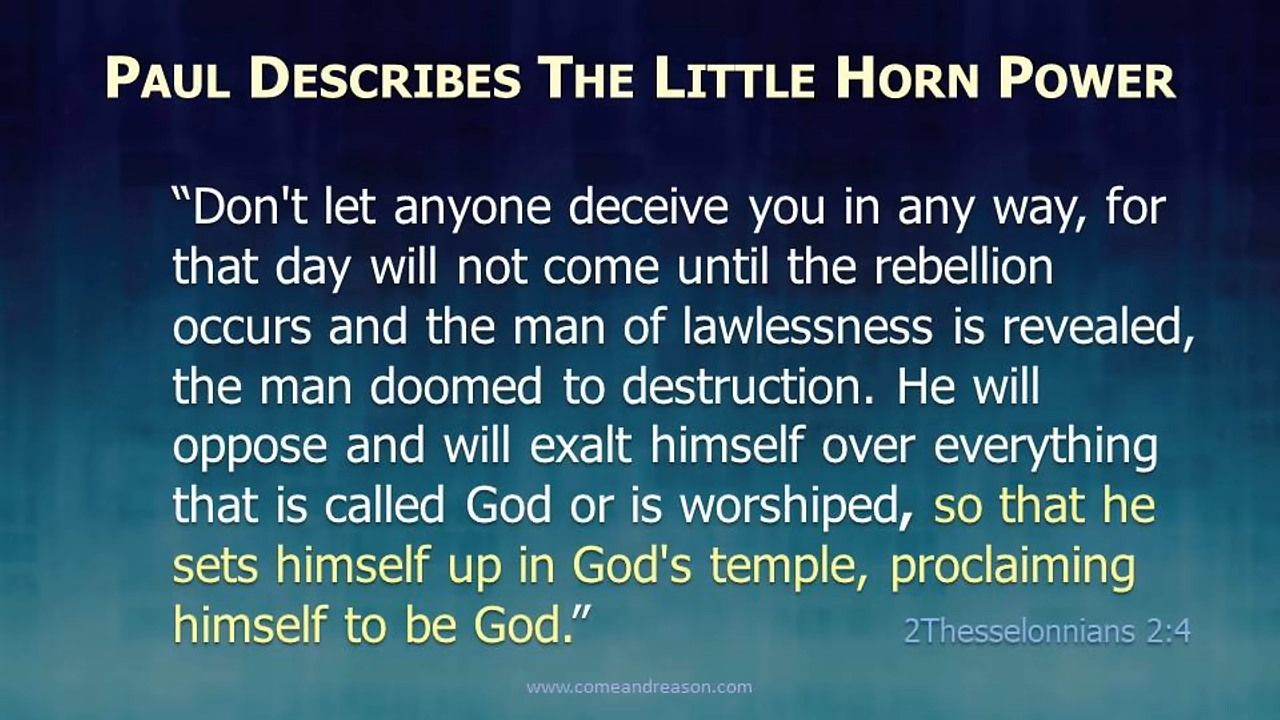 PAUL DESCRIBES THE LITTLE HORN POWER
“Don't let anyone deceive you in any way, for
that day will not come until the rebellion
occurs and the man of lawlessness is revealed,
the man doomed to destruction. He will
oppose and will exalt himself over everything
that is called God or is worshiped, so that he
sets himself up in God's temple, proclaiming
himself to be God.”
2Thesselonnians 2:4
www.comeandreason.com